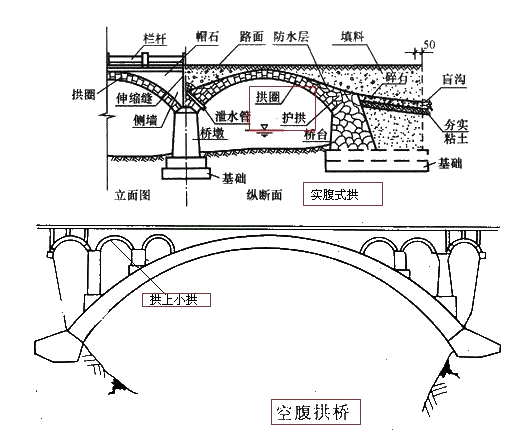 栏杆
帽石
路面
防水层
填料
50
拱圈
伸缩缝
侧墙
泄水管
桥墩
拱圈
护拱
桥台
碎石
盲沟
夯实
粘土
基础
基础
立面图
纵断面
实腹式拱
拱上小拱
空腹拱桥